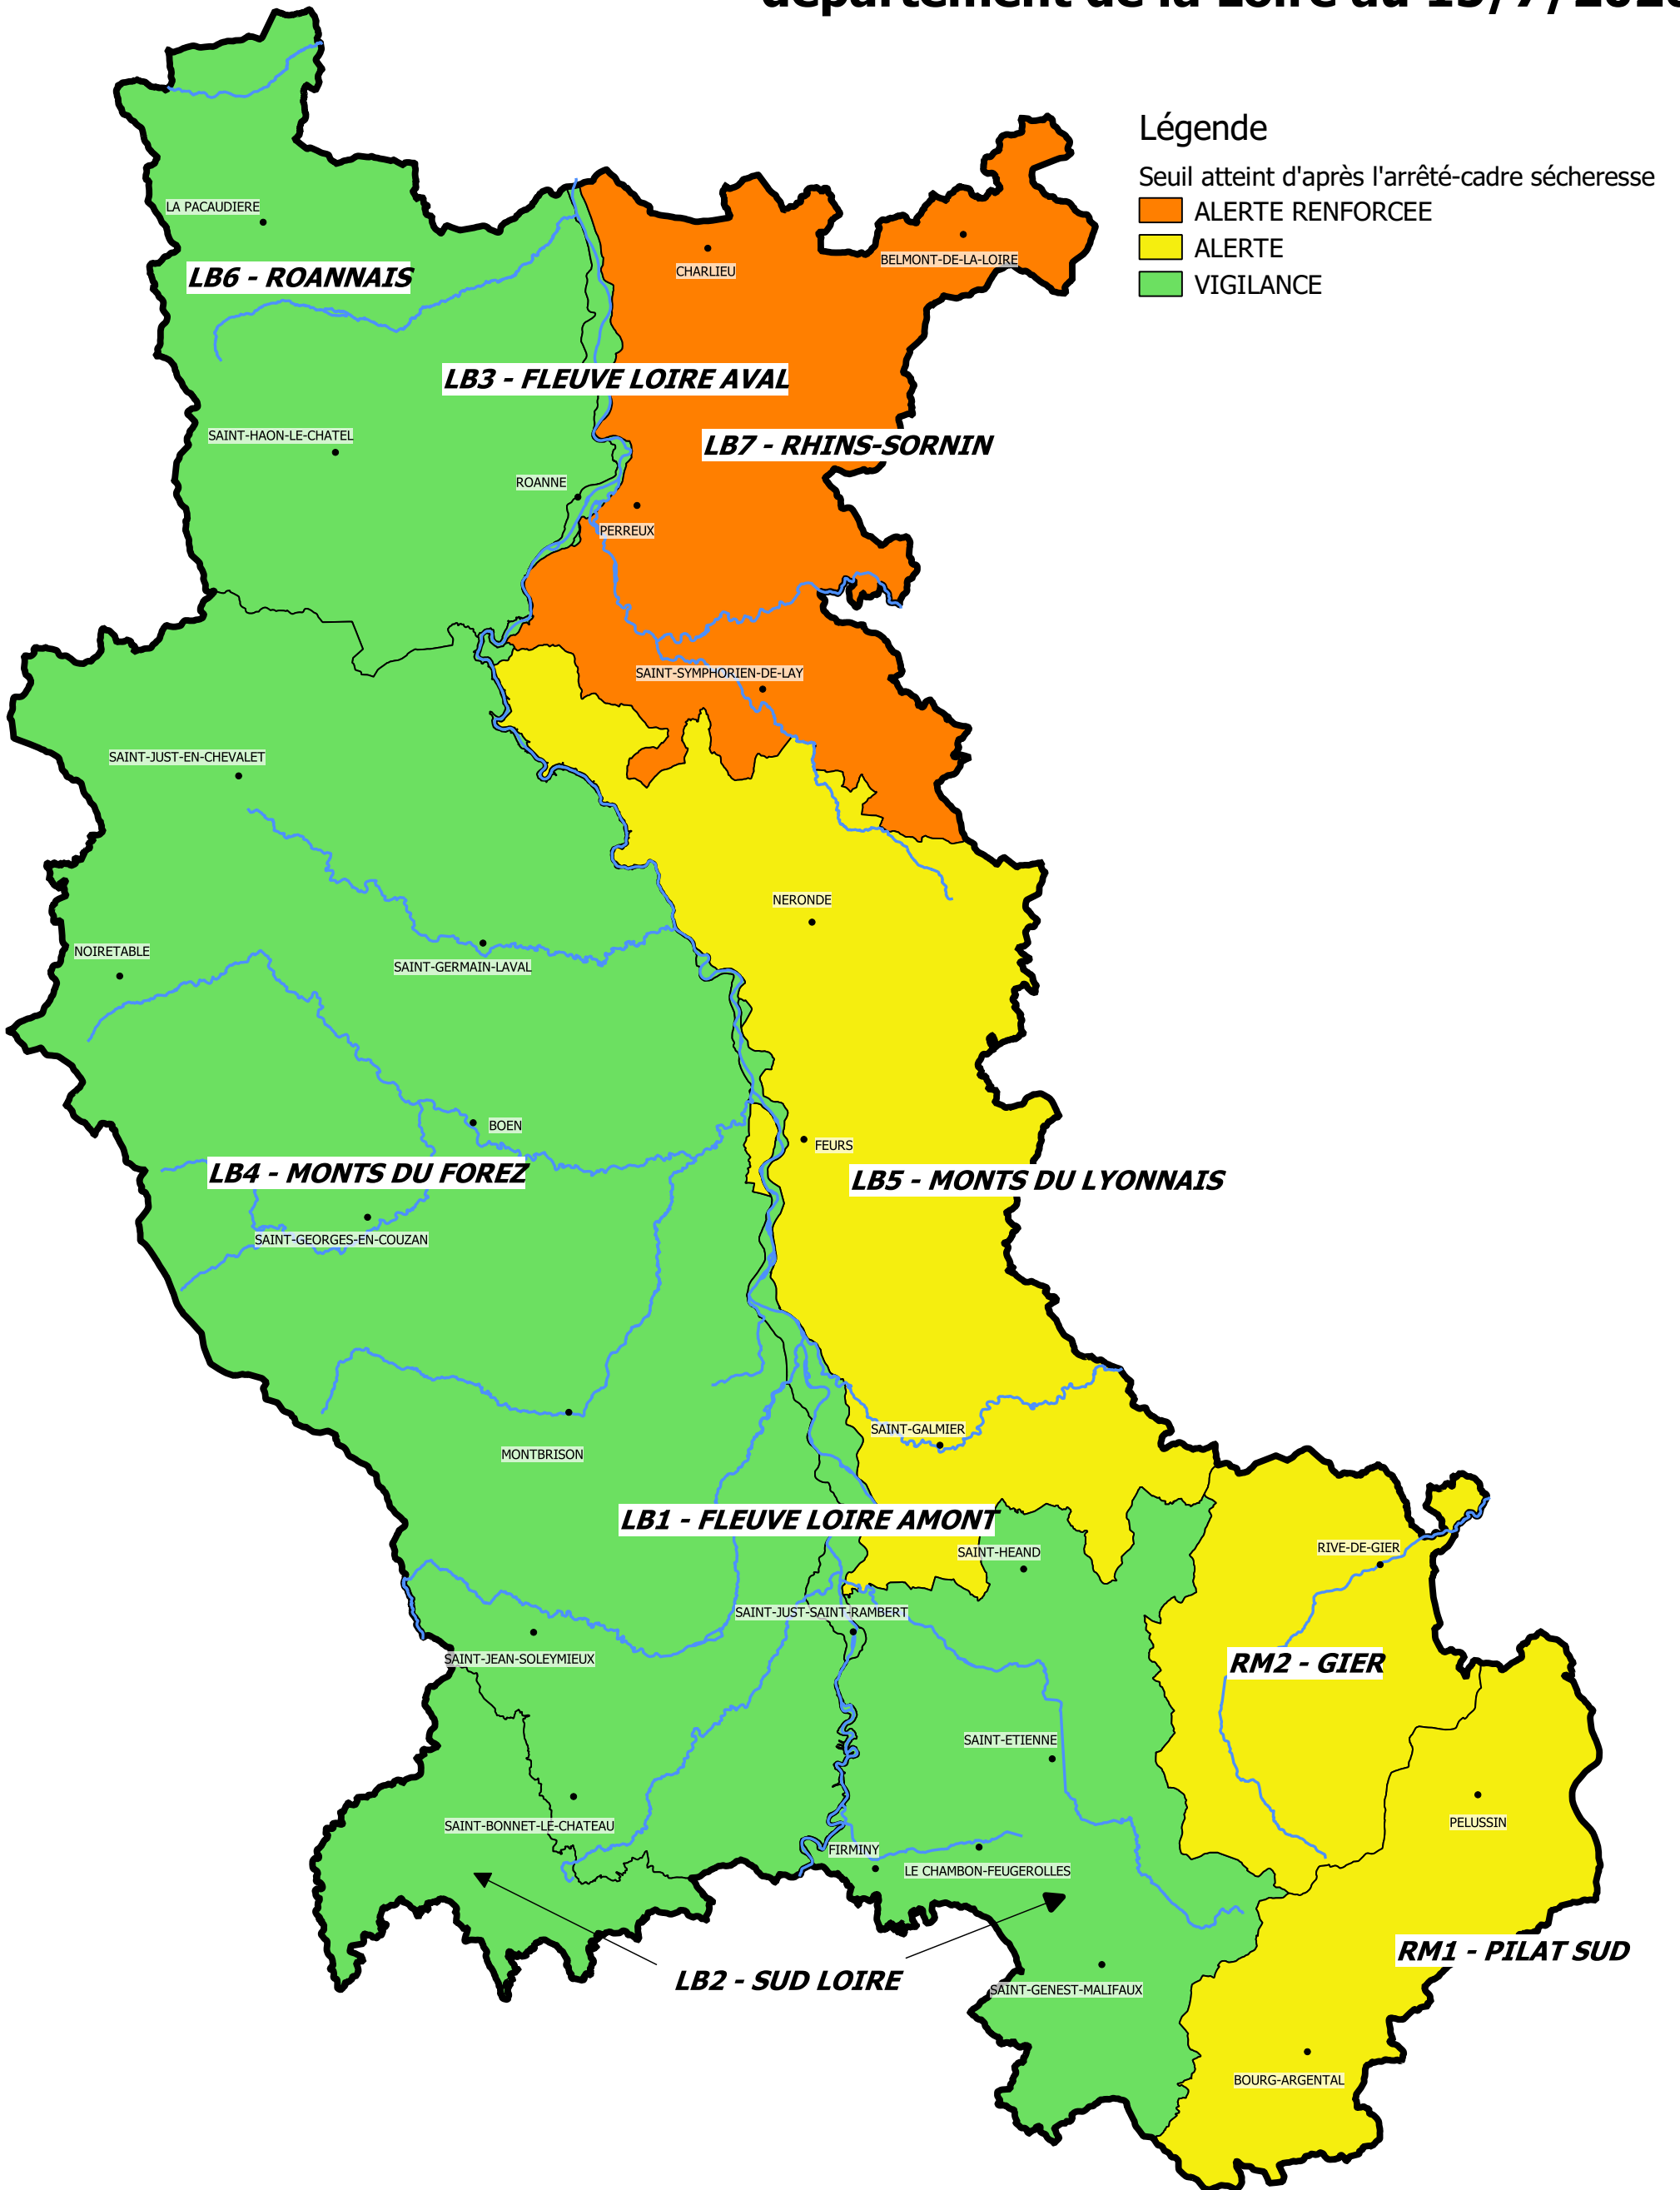 département de la Loire au
Légende
Seuil atteint d'après l'arrêté-cadre sécheresse
ALERTE RENFORCEE
ALERTE
VIGILANCE
LA PACAUDIERE
LB6 - ROANNAIS
CHARLIEU
BELMONT-DE-LA-LOIRE
LB3 - FLEUVE LOIRE AVAL
SAINT-HAON-LE-CHATEL
LB7 - RHINS-SORNIN
ROANNE
PERREUX
SAINT-SYMPHORIEN-DE-LAY
SAINT-JUST-EN-CHEVALET
NERONDE
NOIRETABLE
SAINT-GERMAIN-LAVAL
BOEN
FEURS
LB4 - MONTS DU FOREZ
LB5 - MONTS DU LYONNAIS
SAINT-GEORGES-EN-COUZAN
SAINT-GALMIER
MONTBRISON
LB1 - FLEUVE LOIRE AMONT
SAINT-HEAND
RIVE-DE-GIER
SAINT-JUST-SAINT-RAMBERT
SAINT-JEAN-SOLEYMIEUX
RM2 - GIER
SAINT-ETIENNE
SAINT-BONNET-LE-CHATEAU
PELUSSIN
FIRMINY
LE CHAMBON-FEUGEROLLES
RM1 - PILAT SUD
LB2 - SUD LOIRE
SAINT-GENEST-MALIFAUX
BOURG-ARGENTAL